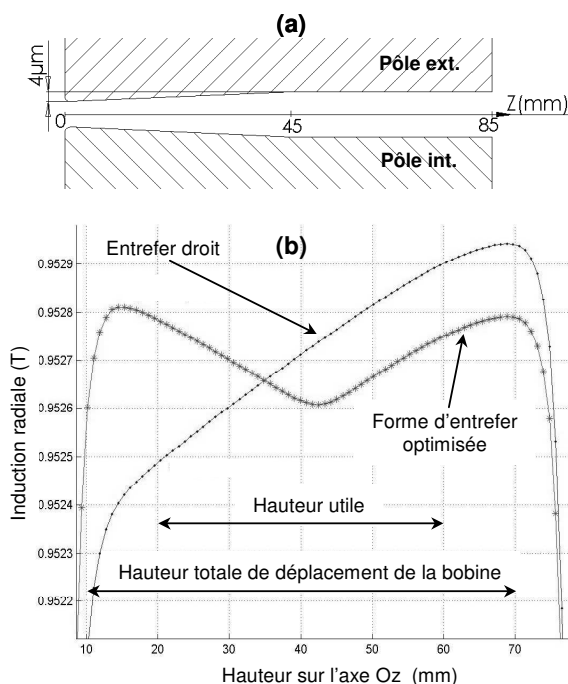 (a)
4µm
Pôle ext.
0
45
85
Z(mm)
Pôle int.
(b)
Entrefer droit
0.9529
0.9528
0.9527
0.9526
0.9525
0.9524
0.9523
0.9522
Induction radiale (T)
Forme d'entrefer
optimisée
Hauteur utile
Hauteur totale de déplacement de la bobine
10 20 30 40 50 60 70
Hauteur sur l'axe Oz (mm)